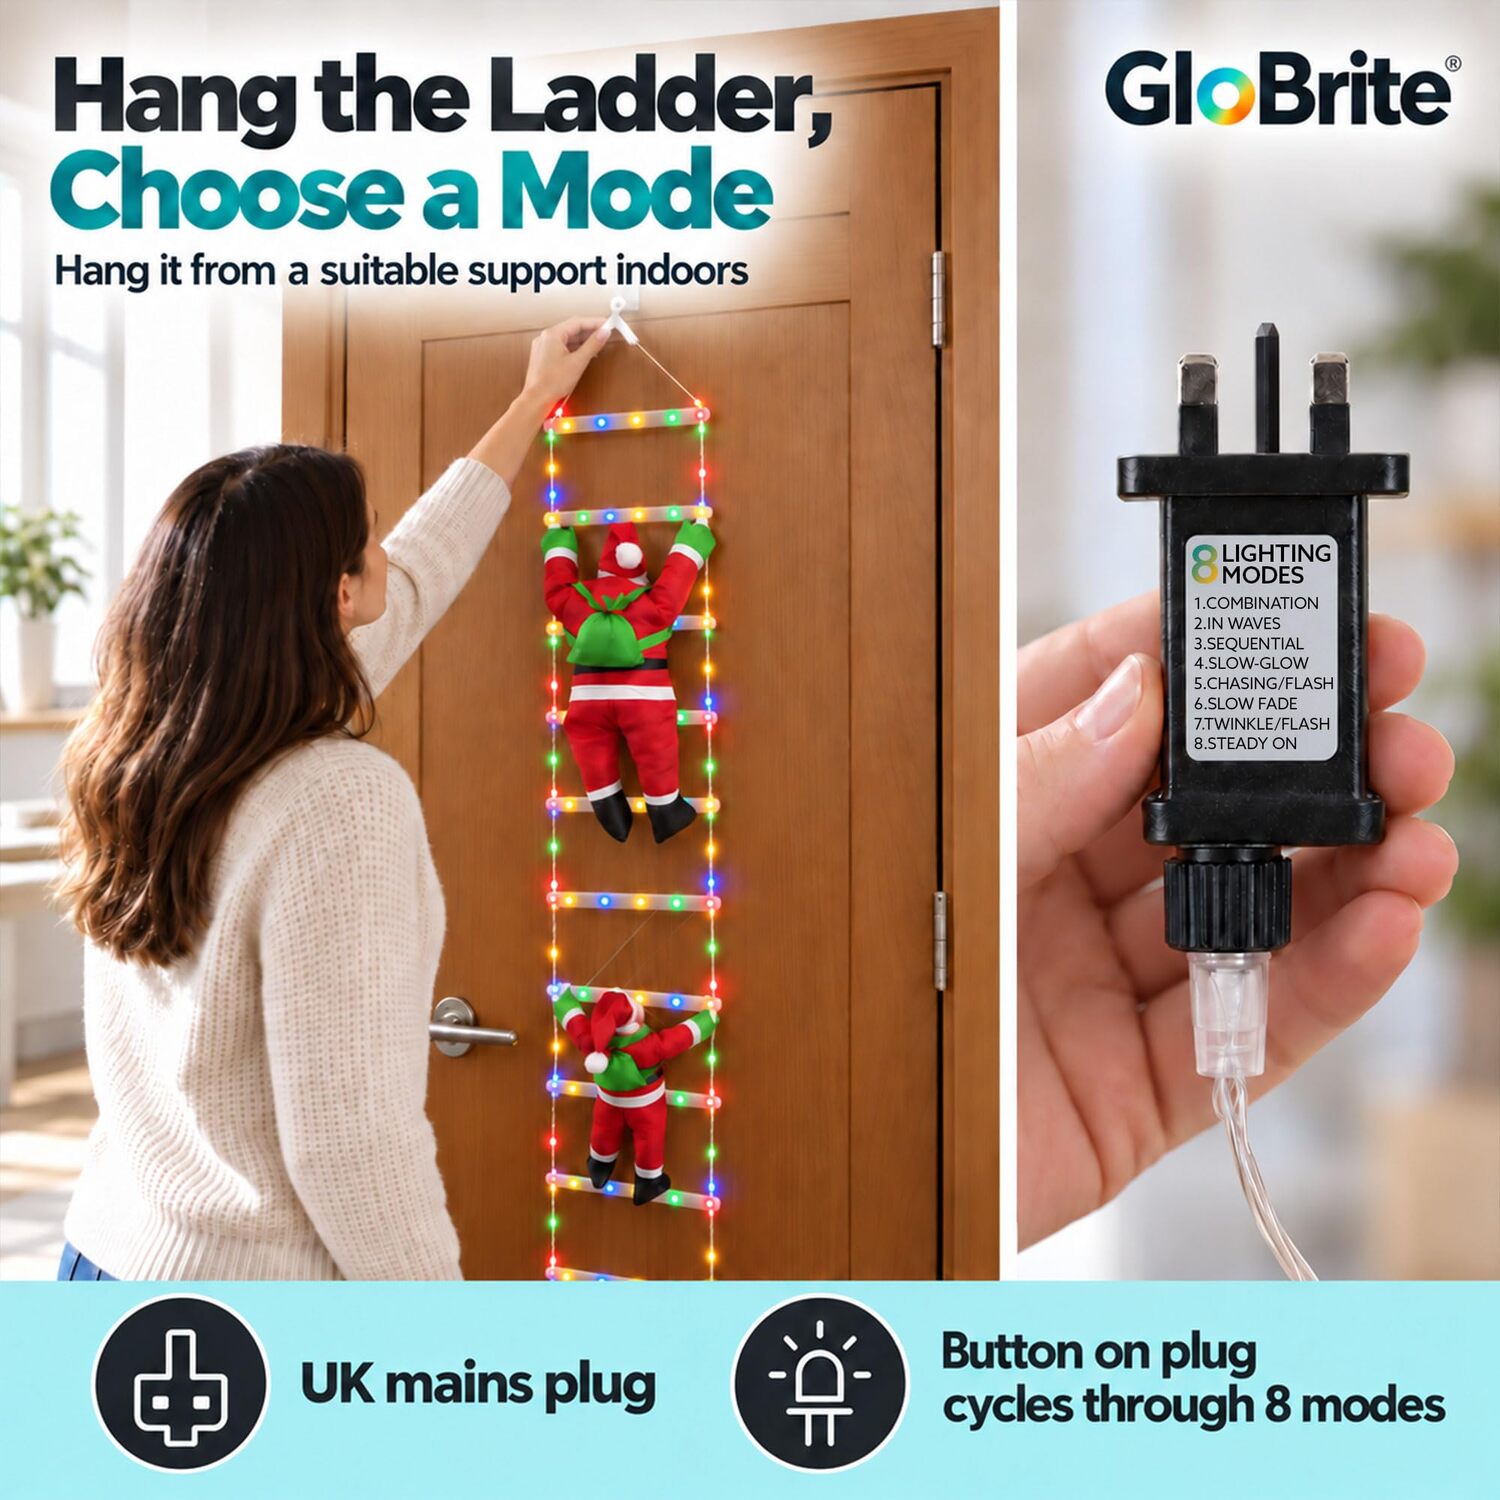 Hang the Ladder,
Choose a Mode
Hang it from a suitable support indoors
GloBrite®
8 LIGHTING
MODES
1.COMBINATION
2.IN WAVES
3.SEQUENTIAL
4.SLOW-GLOW
5.CHASING/FLASH
6.SLOW FADE
7.TWINKLE/FLASH
8.STEADY ON
UK mains plug
Button on plug
cycles through 8 modes